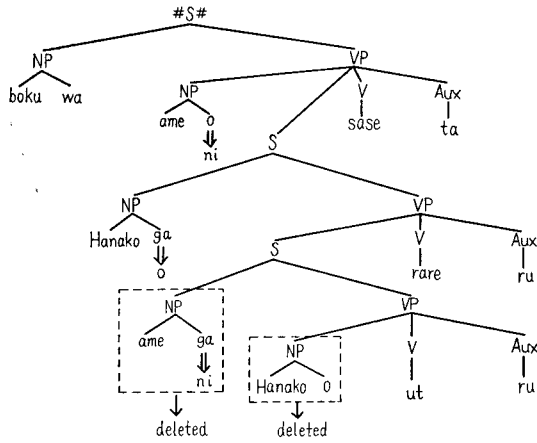 #S#
NP VP
boku wa NP V Aux
ame o sase ta
ni S
NP VP
Hanako ga S V Aux
o rare ru
NP VP
ame ga NP V Aux
ni Hanako o ut ru
deleted deleted